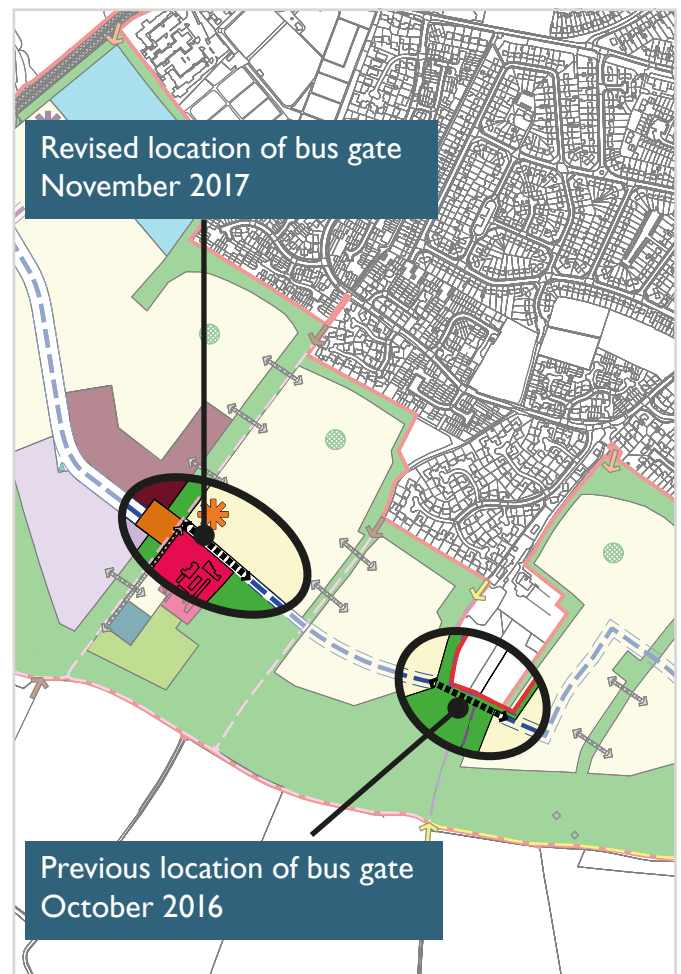 Revised location of bus gate
November 2017
Previous location of bus gate
October 2016